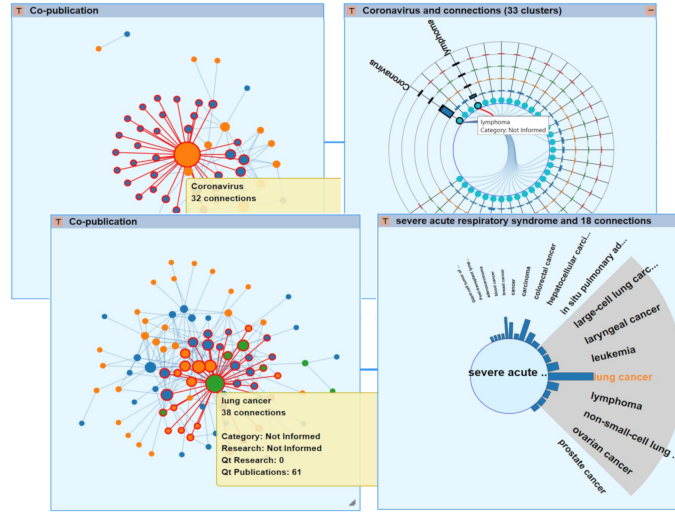 T Co-publication
T Coronavirus and connections (33 clusters)
lymphoma
Coronavirus
lymphoma
Category: Not Informed
Coronavirus
32 connections
T Co-publication
T severe acute respiratory syndrome and 18 connections
lung cancer
38 connections
Category: Not Informed
Research: Not Informed
Qt Research: 0
Qt Publications: 61
severe acute ..
breast cancer
cancer
carcinoma
colorectal cancer
hepatocellular carci...
in situ pulmonary ad...
large-cell lung carc...
laryngeal cancer
leukemia
lung cancer
lymphoma
non-small-cell lung ...
ovarian cancer
prostate cancer